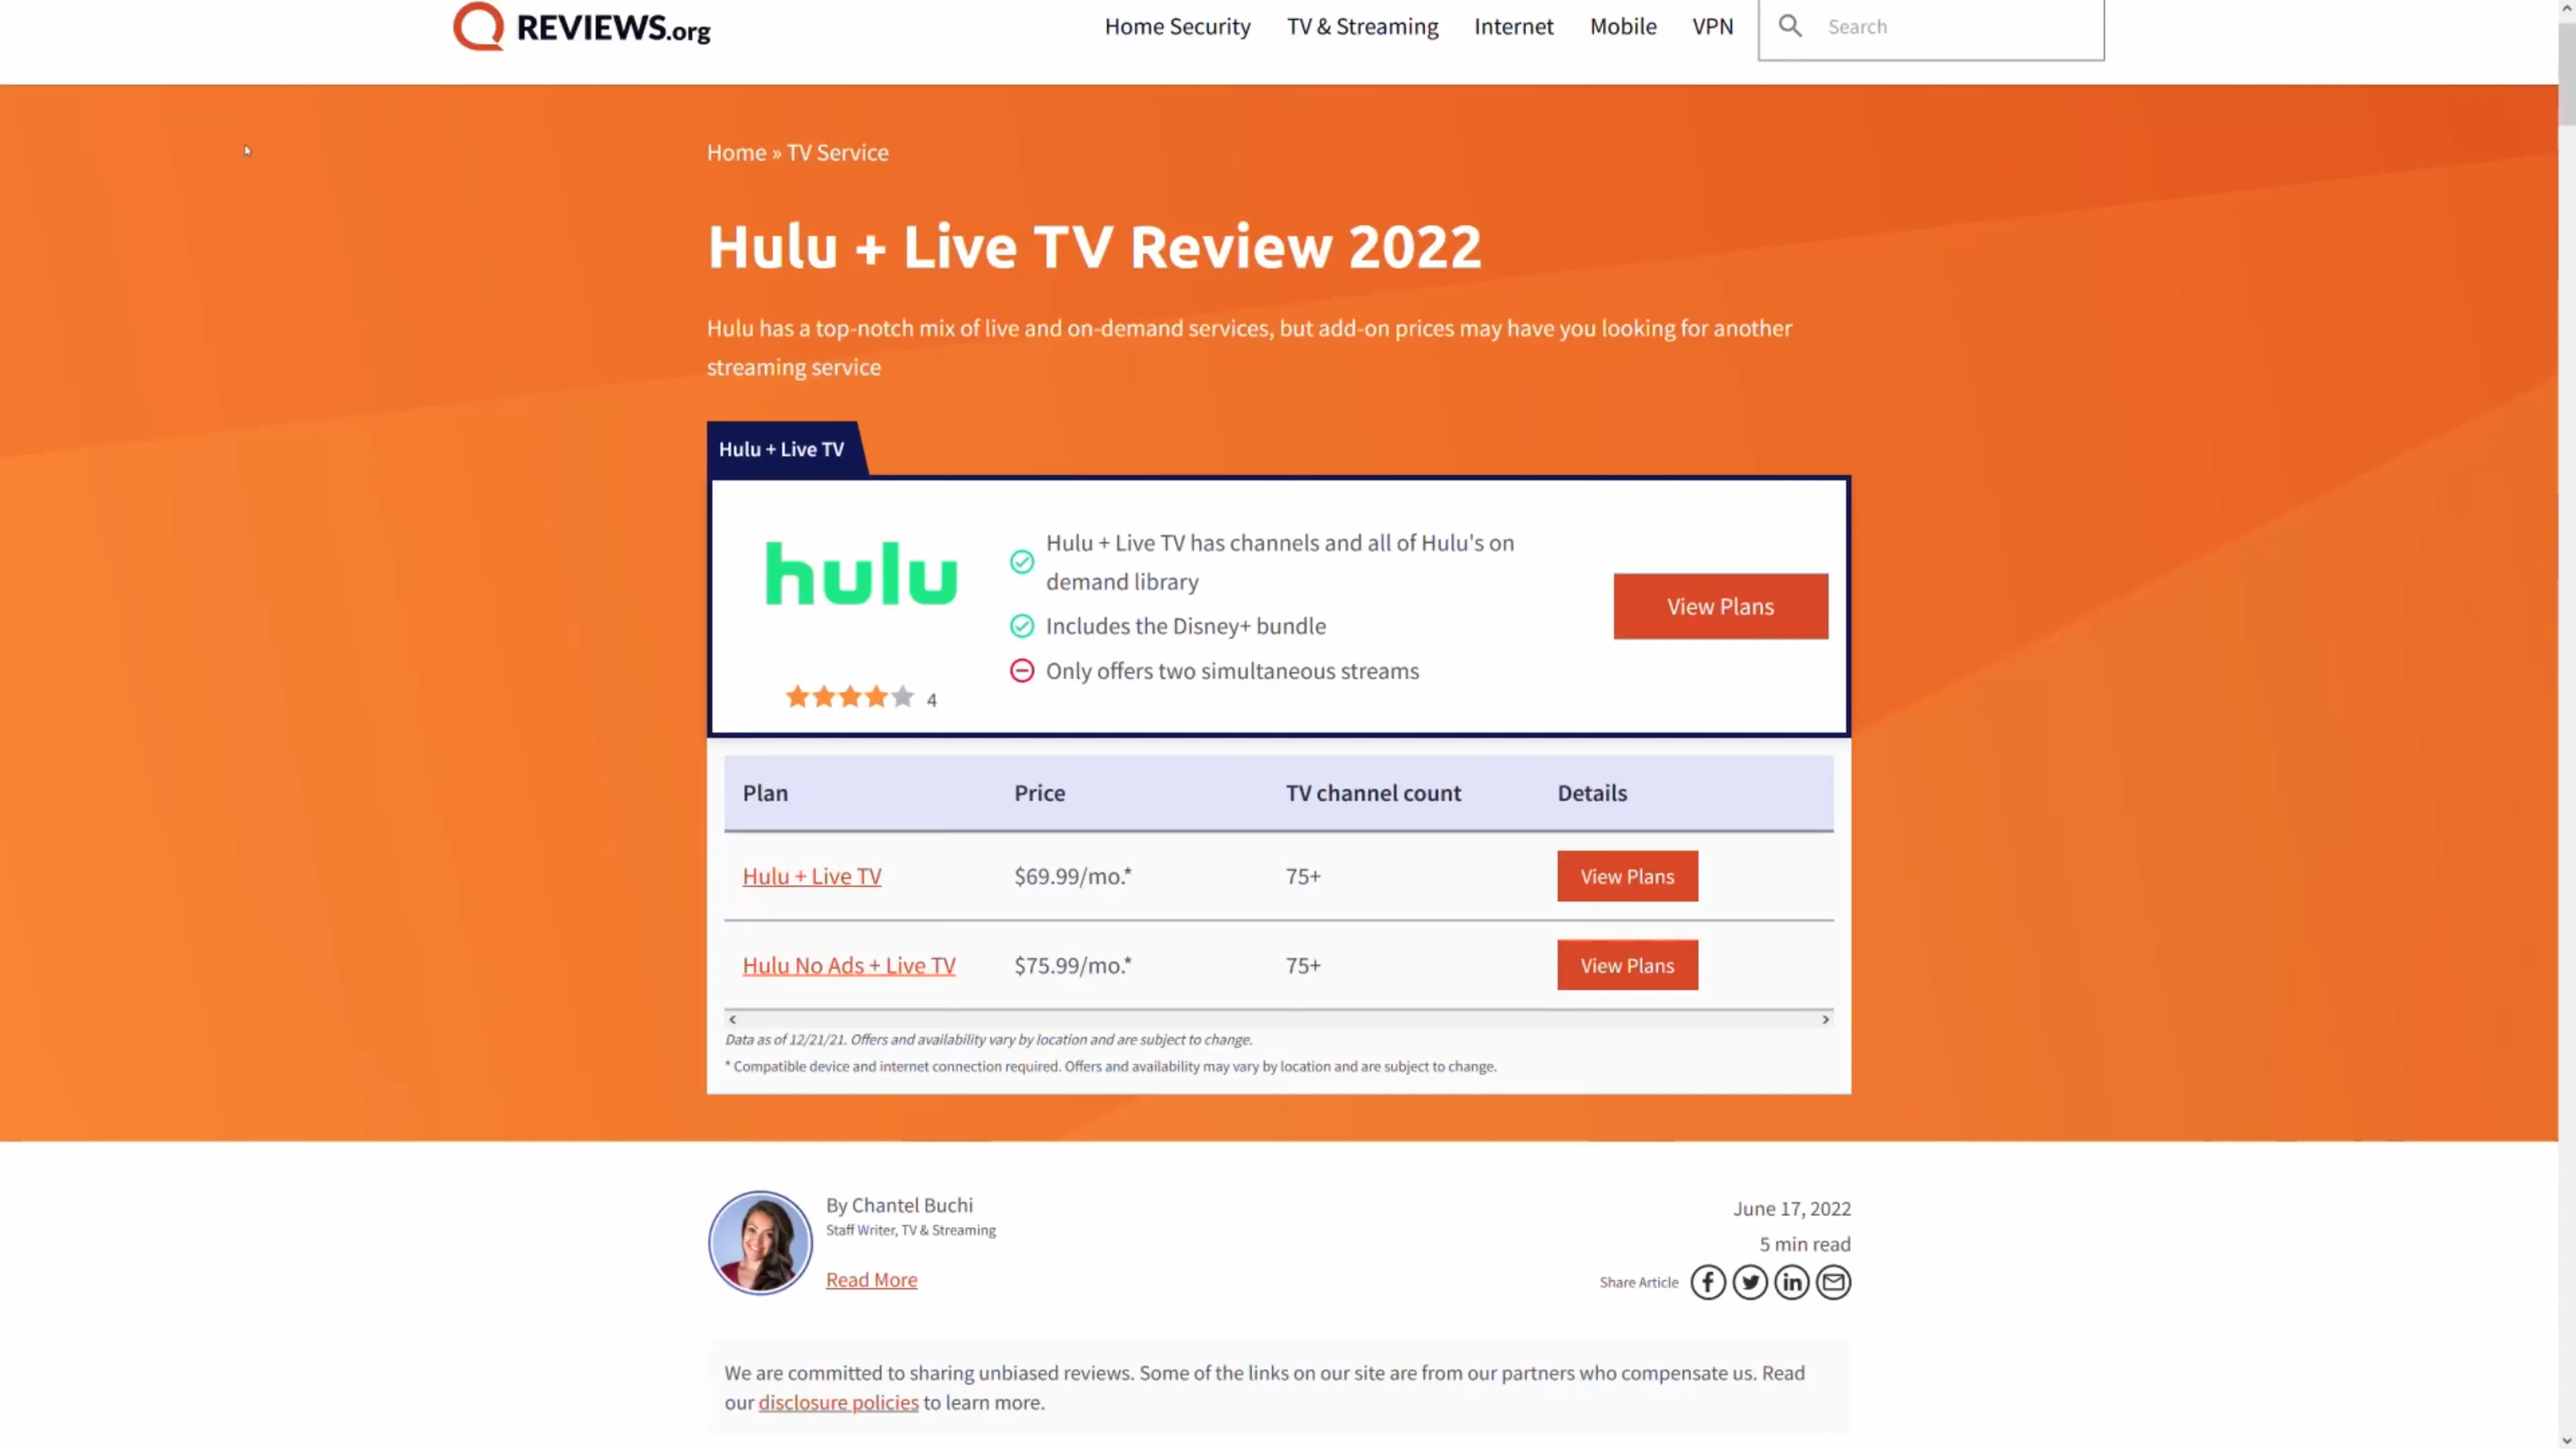 REVIEWS.org
Home Security TV & Streaming Internet Mobile VPN Search
Home » TV Service
Hulu + Live TV Review 2022
Hulu has a top-notch mix of live and on-demand services, but add-on prices may have you looking for another
streaming service
Hulu + Live TV
hulu
4
Hulu + Live TV has channels and all of Hulu's on
demand library
Includes the Disney+ bundle
Only offers two simultaneous streams
View Plans
Plan Price TV channel count Details
Hulu + Live TV $69.99/mo.* 75+ View Plans
Hulu No Ads + Live TV $75.99/mo.* 75+ View Plans
Data as of 12/21/21. Offers and availability vary by location and are subject to change.
* Compatible device and internet connection required. Offers and availability may vary by location and are subject to change.
By Chantel Buchi
Staff Writer, TV & Streaming
Read More
June 17, 2022
5 min read
Share Article
We are committed to sharing unbiased reviews. Some of the links on our site are from our partners who compensate us. Read
our disclosure policies to learn more.